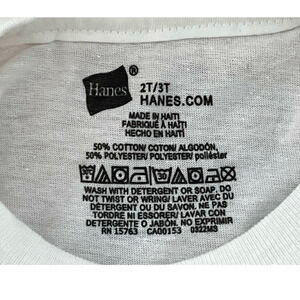 Hanes
®
2T/3T
HANES.COM
MADE IN HAITI
FABRIQUÉ À HAÏTI
HECHO EN HAITÍ
50% COTTON/ COTON/ ALGODÓN,
50% POLYESTER/ POLYESTER/ poliéster
WASH WITH DETERGENT OR SOAP. DO
NOT TWIST OR WRING/ LAVER AVEC DU
DÉTERGENT OU DU SAVON. NE PAS
TORDRE NI ESSORER/ LAVAR CON
DETERGENTE O JABÓN. NO EXPRIMIR
RN 15763 CA00153 0322MS